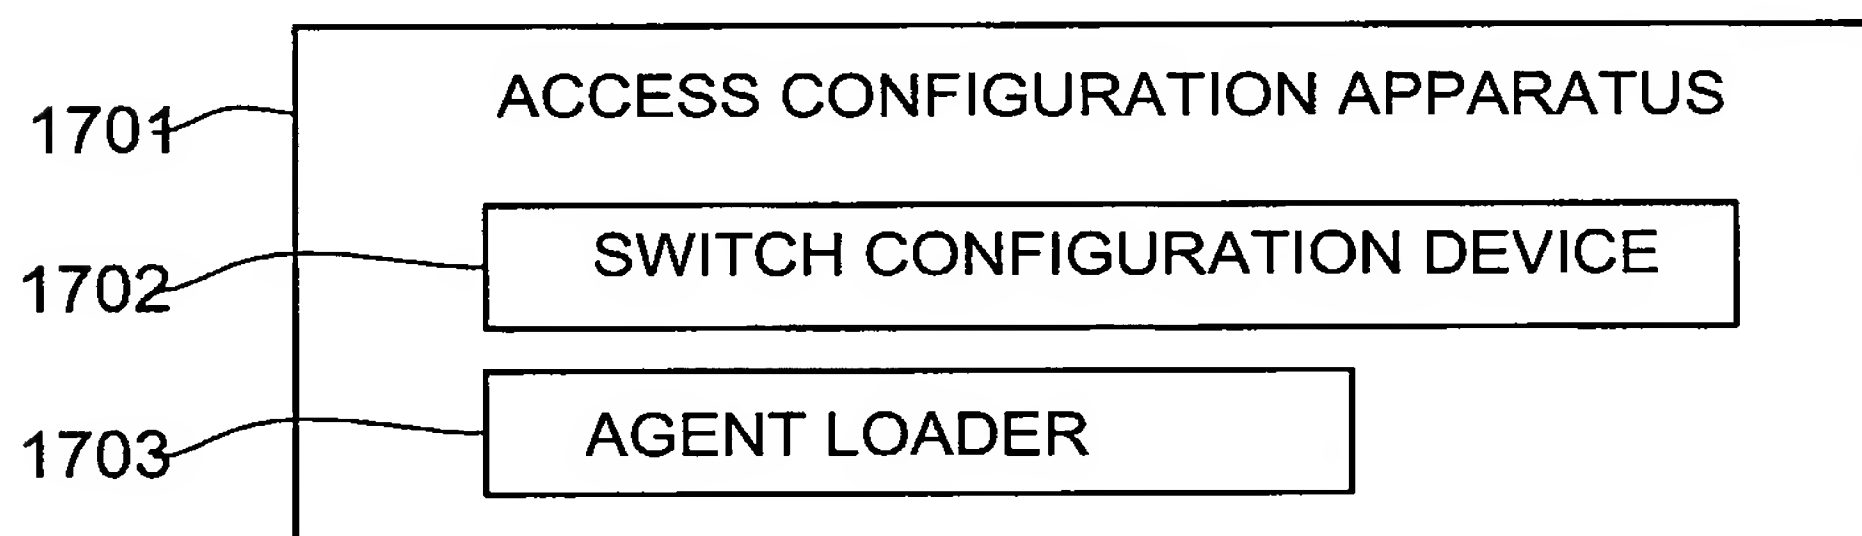 ACCESS CONFIGURATION APPARATUS
1701
SWITCH CONFIGURATION DEVICE
1702
AGENT LOADER
1703